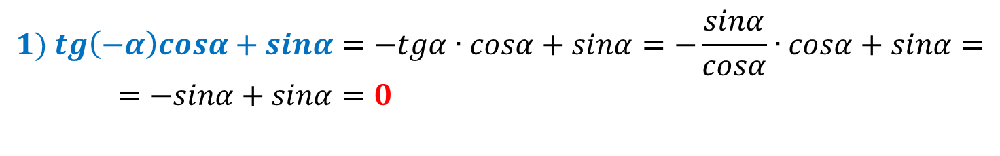 1) tg(−α)cosα + sinα = −tgα · cosα + sinα = − sinα/cosα · cosα + sinα =
= −sinα + sinα = 0